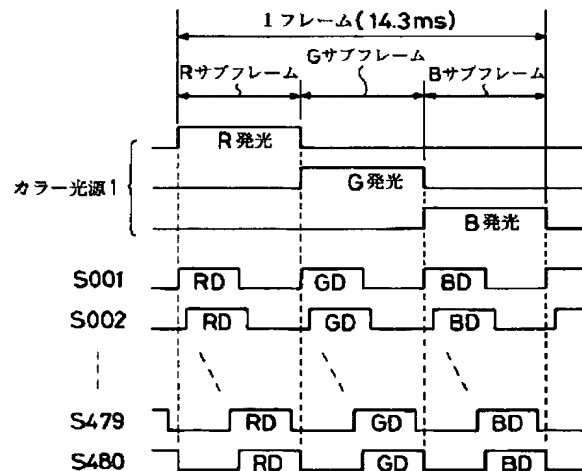 1フレーム(14.3ms)
Gサブフレーム
Rサブフレーム Bサブフレーム
R発光
カラー光源1
G発光
B発光
S001 RD GD BD
S002 RD GD BD
S479 RD GD BD
S480 RD GD BD